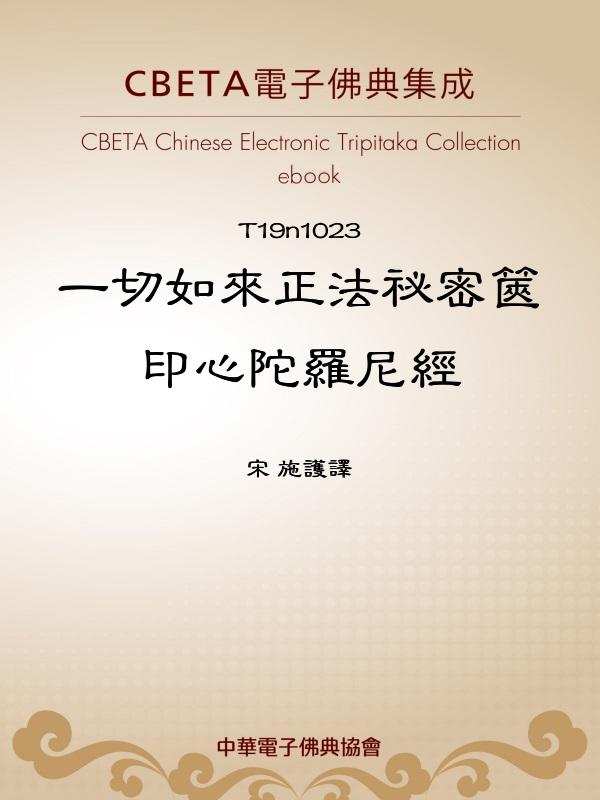 CBETA電子佛典集成
CBETA Chinese Electronic Tripitaka Collection
ebook
T19n1023
一切如來正法祕密篋
印心陀羅尼經
宋 施護譯
中華電子佛典協會